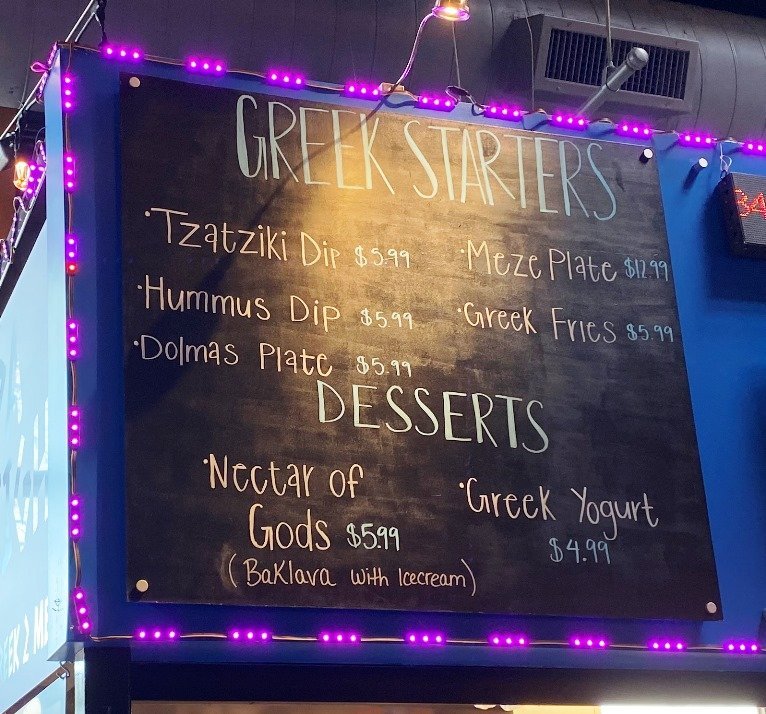 GREEK STARTERS
·Tzatziki Dip $5.99
·Meze Plate $12.99
·Hummus Dip $5.99
·Greek Fries $5.99
·Dolmas Plate $5.99
DESSERTS
·Nectar of
Gods $5.99
(Baklava with Icecream)
·Greek Yogurt
$4.99
34